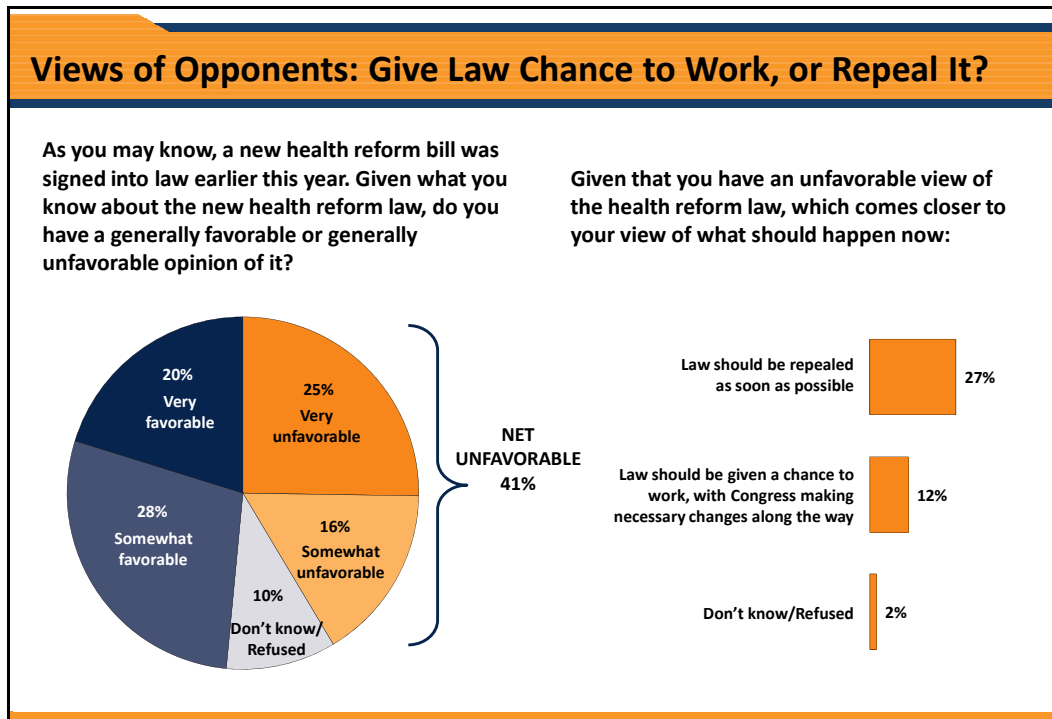 Views of Opponents: Give Law Chance to Work, or Repeal It?
As you may know, a new health reform bill was
signed into law earlier this year. Given what you
know about the new health reform law, do you
have a generally favorable or generally
unfavorable opinion of it?
20%
Very
favorable
25%
Very
unfavorable
28%
Somewhat
favorable
16%
Somewhat
unfavorable
10%
Don’t know/
Refused
NET
UNFAVORABLE
41%
Given that you have an unfavorable view of
the health reform law, which comes closer to
your view of what should happen now:
Law should be repealed
as soon as possible
27%
Law should be given a chance to
work, with Congress making
necessary changes along the way
12%
Don’t know/Refused
2%